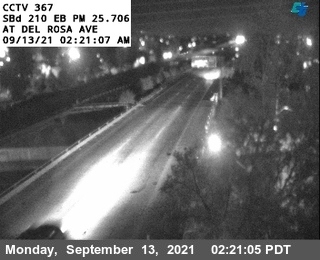 CCTV 367
SBd 210 EB PM 25.706
AT DEL ROSA AVE
09/13/21 02:21:07 AM
Monday, September 13, 2021 02:21:05 PDT